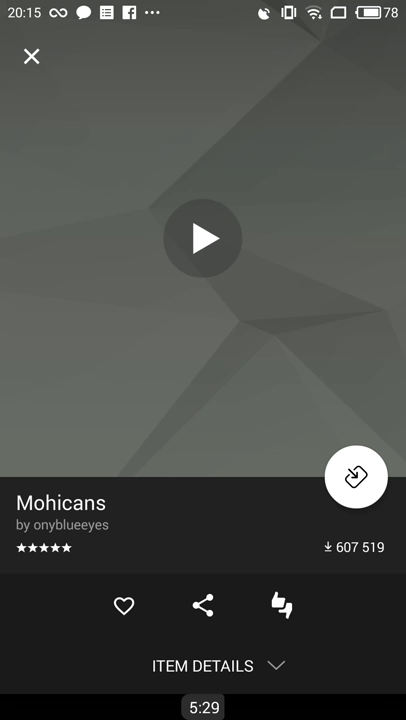 20:15
78
Mohicans
by onyblueeyes
607 519
ITEM DETAILS
5:29